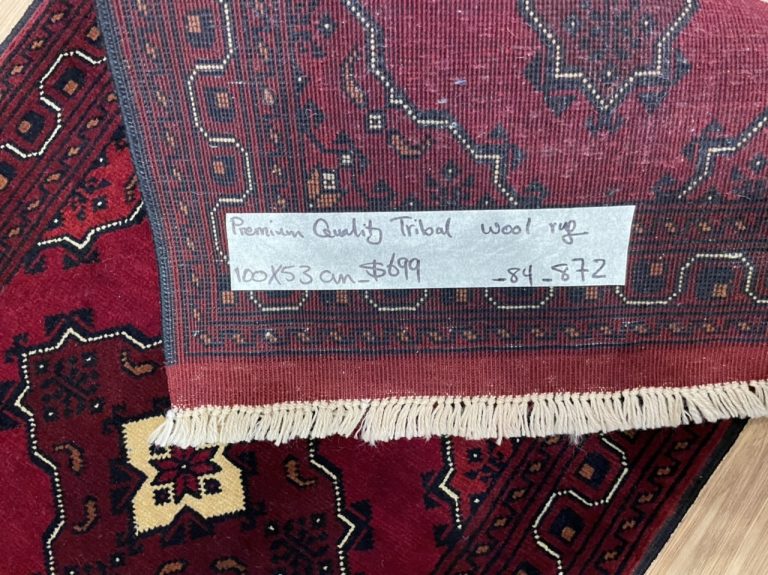 Premium Quality Tribal wool rug
100X53 cm_$699 _84_872